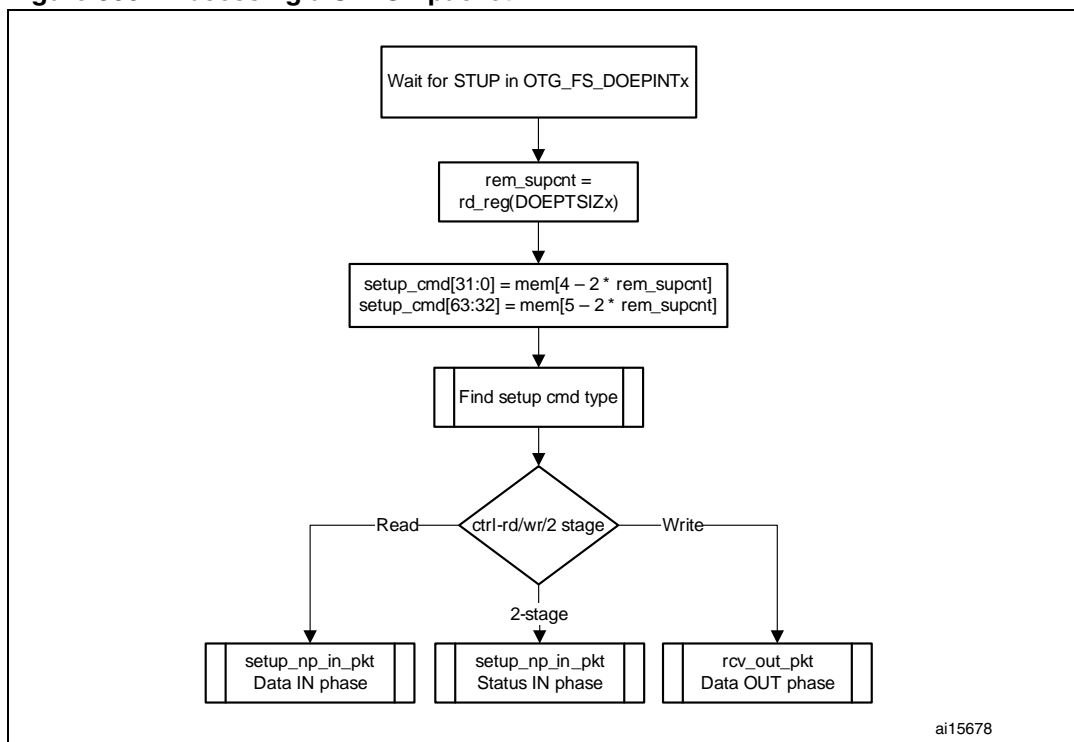 Wait for STUP in OTG_FS_DOEPINTx
rem_supcnt =
rd_reg(DOEPTSIZx)
setup_cmd[31:0] = mem[4 – 2 * rem_supcnt]
setup_cmd[63:32] = mem[5 – 2 * rem_supcnt]
Find setup cmd type
ctrl-rd/wr/2 stage
Read
Write
2-stage
setup_np_in_pkt
Data IN phase
setup_np_in_pkt
Status IN phase
rcv_out_pkt
Data OUT phase
ai15678